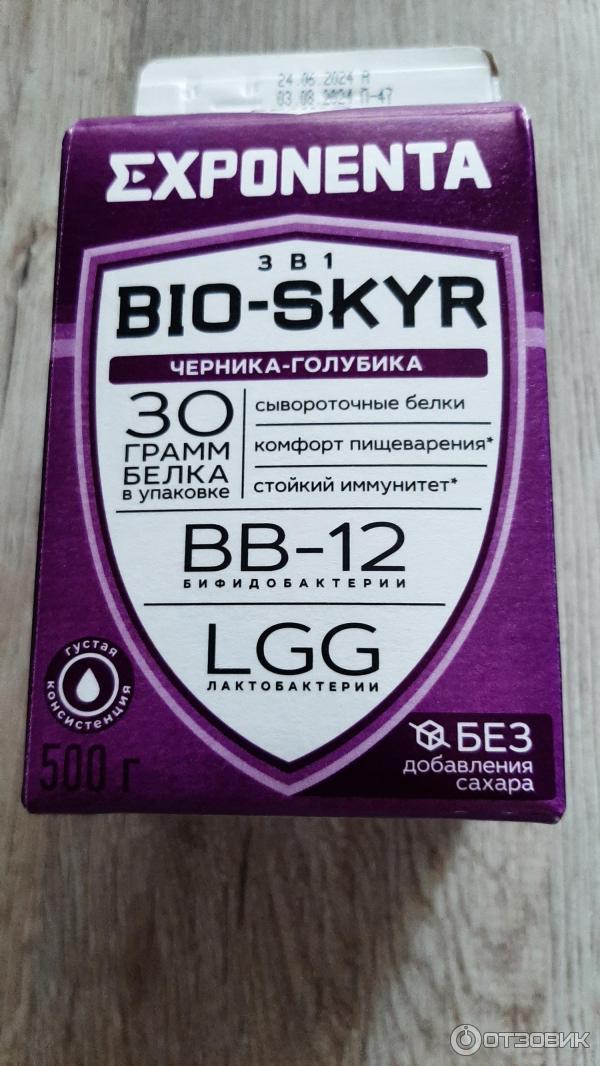 24.06.2024 А
03.08.2024 П-47
EXPONENTA
3 В 1
BIO-SKYR
ЧЕРНИКА-ГОЛУБИКА
30
ГРАММ
БЕЛКА
в упаковке
сывороточные белки
комфорт пищеварения*
стойкий иммунитет*
BB-12
БИФИДОБАКТЕРИИ
LGG
ЛАКТОБАКТЕРИИ
густая
консистенция
500 г
БЕЗ
добавления
сахара
ОТЗОВИК